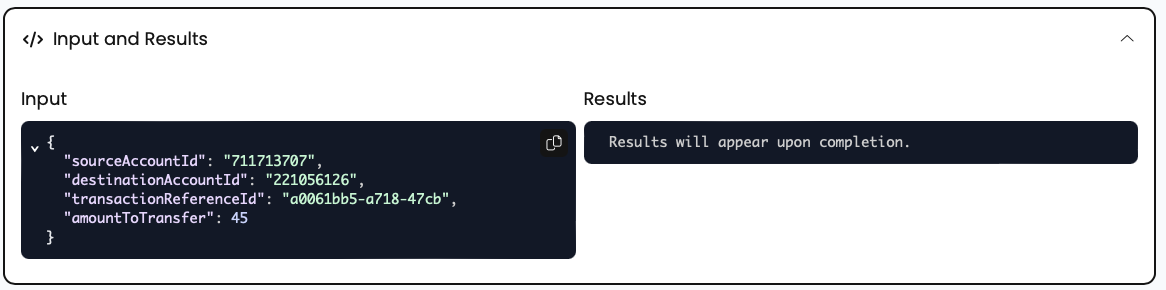 </> Input and Results
Input
{
"sourceAccountId": "711713707",
"destinationAccountId": "221056126",
"transactionReferenceId": "a0061bb5-a718-47cb",
"amountToTransfer": 45
}
Results
Results will appear upon completion.